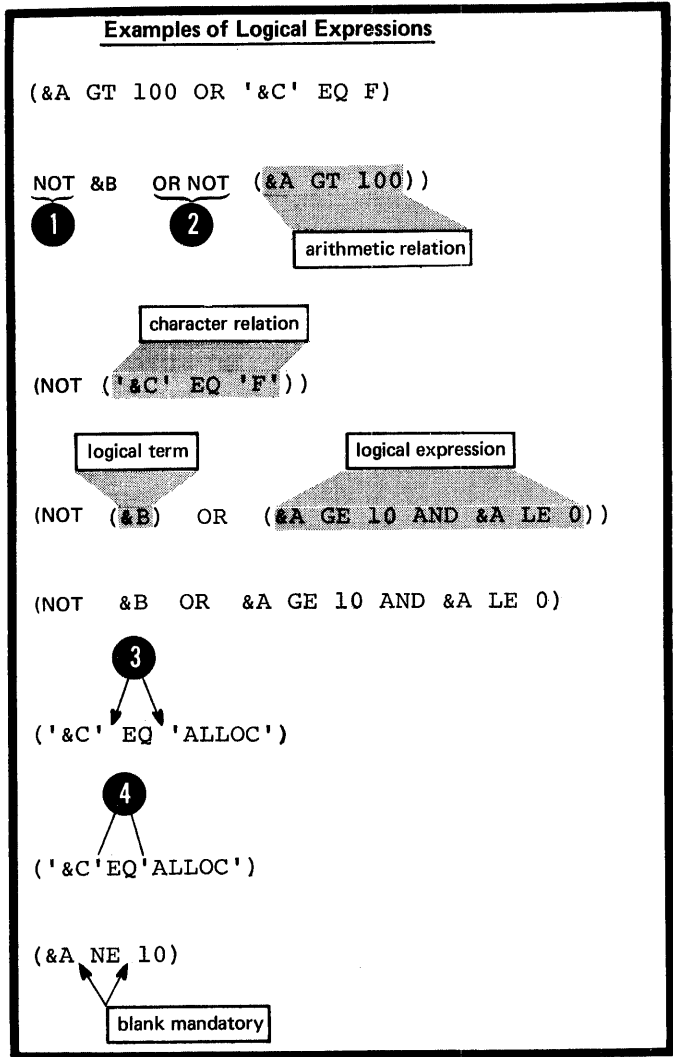 Examples of Logical Expressions
(&A GT 100 OR '&C' EQ F)
NOT &B OR NOT (&A GT 100))
1 2
arithmetic relation
character relation
(NOT ('&C' EQ 'F'))
logical term logical expression
(NOT (&B) OR (&A GE 10 AND &A LE 0))
(NOT &B OR &A GE 10 AND &A LE 0)
3
('&C' EQ 'ALLOC')
4
('&C'EQ'ALLOC')
(&A NE 10)
blank mandatory